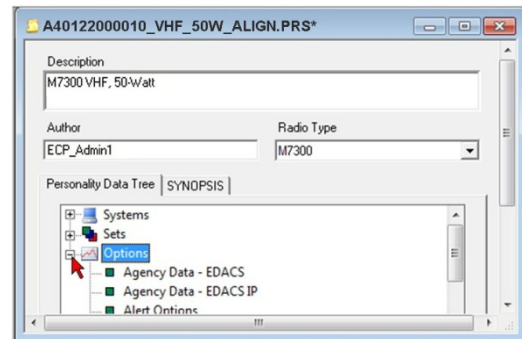 A40122000010_VHF_50W_ALIGN.PRS*
Description
M7300 VHF, 50-Watt
Author
Radio Type
ECP_Admin1
M7300
Personality Data Tree
SYNOPSIS
Systems
Sets
Options
Agency Data - EDACS
Agency Data - EDACS IP
Alert Options